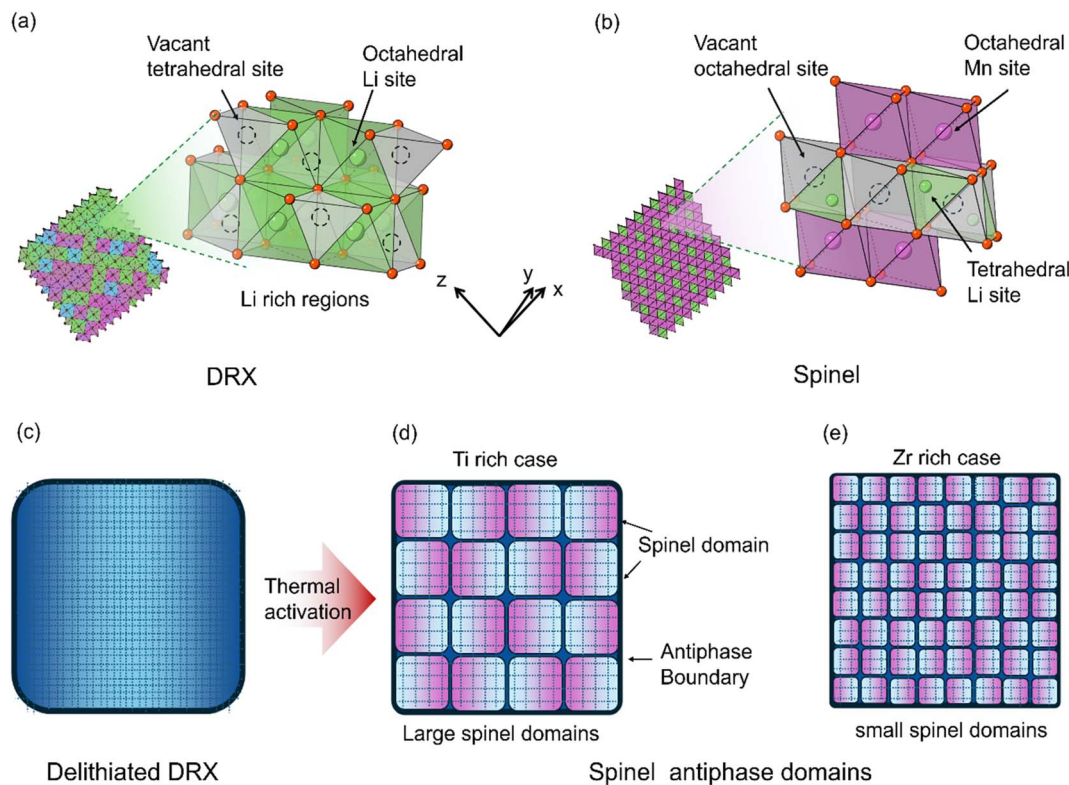 (a)
Vacant
tetrahedral site
Octahedral
Li site
Li rich regions
z
y
x
DRX
(b)
Vacant
octahedral site
Octahedral
Mn site
Tetrahedral
Li site
Spinel
(c)
Delithiated DRX
Thermal
activation
(d)
Ti rich case
Spinel domain
Antiphase
Boundary
Large spinel domains
(e)
Zr rich case
small spinel domains
Spinel antiphase domains